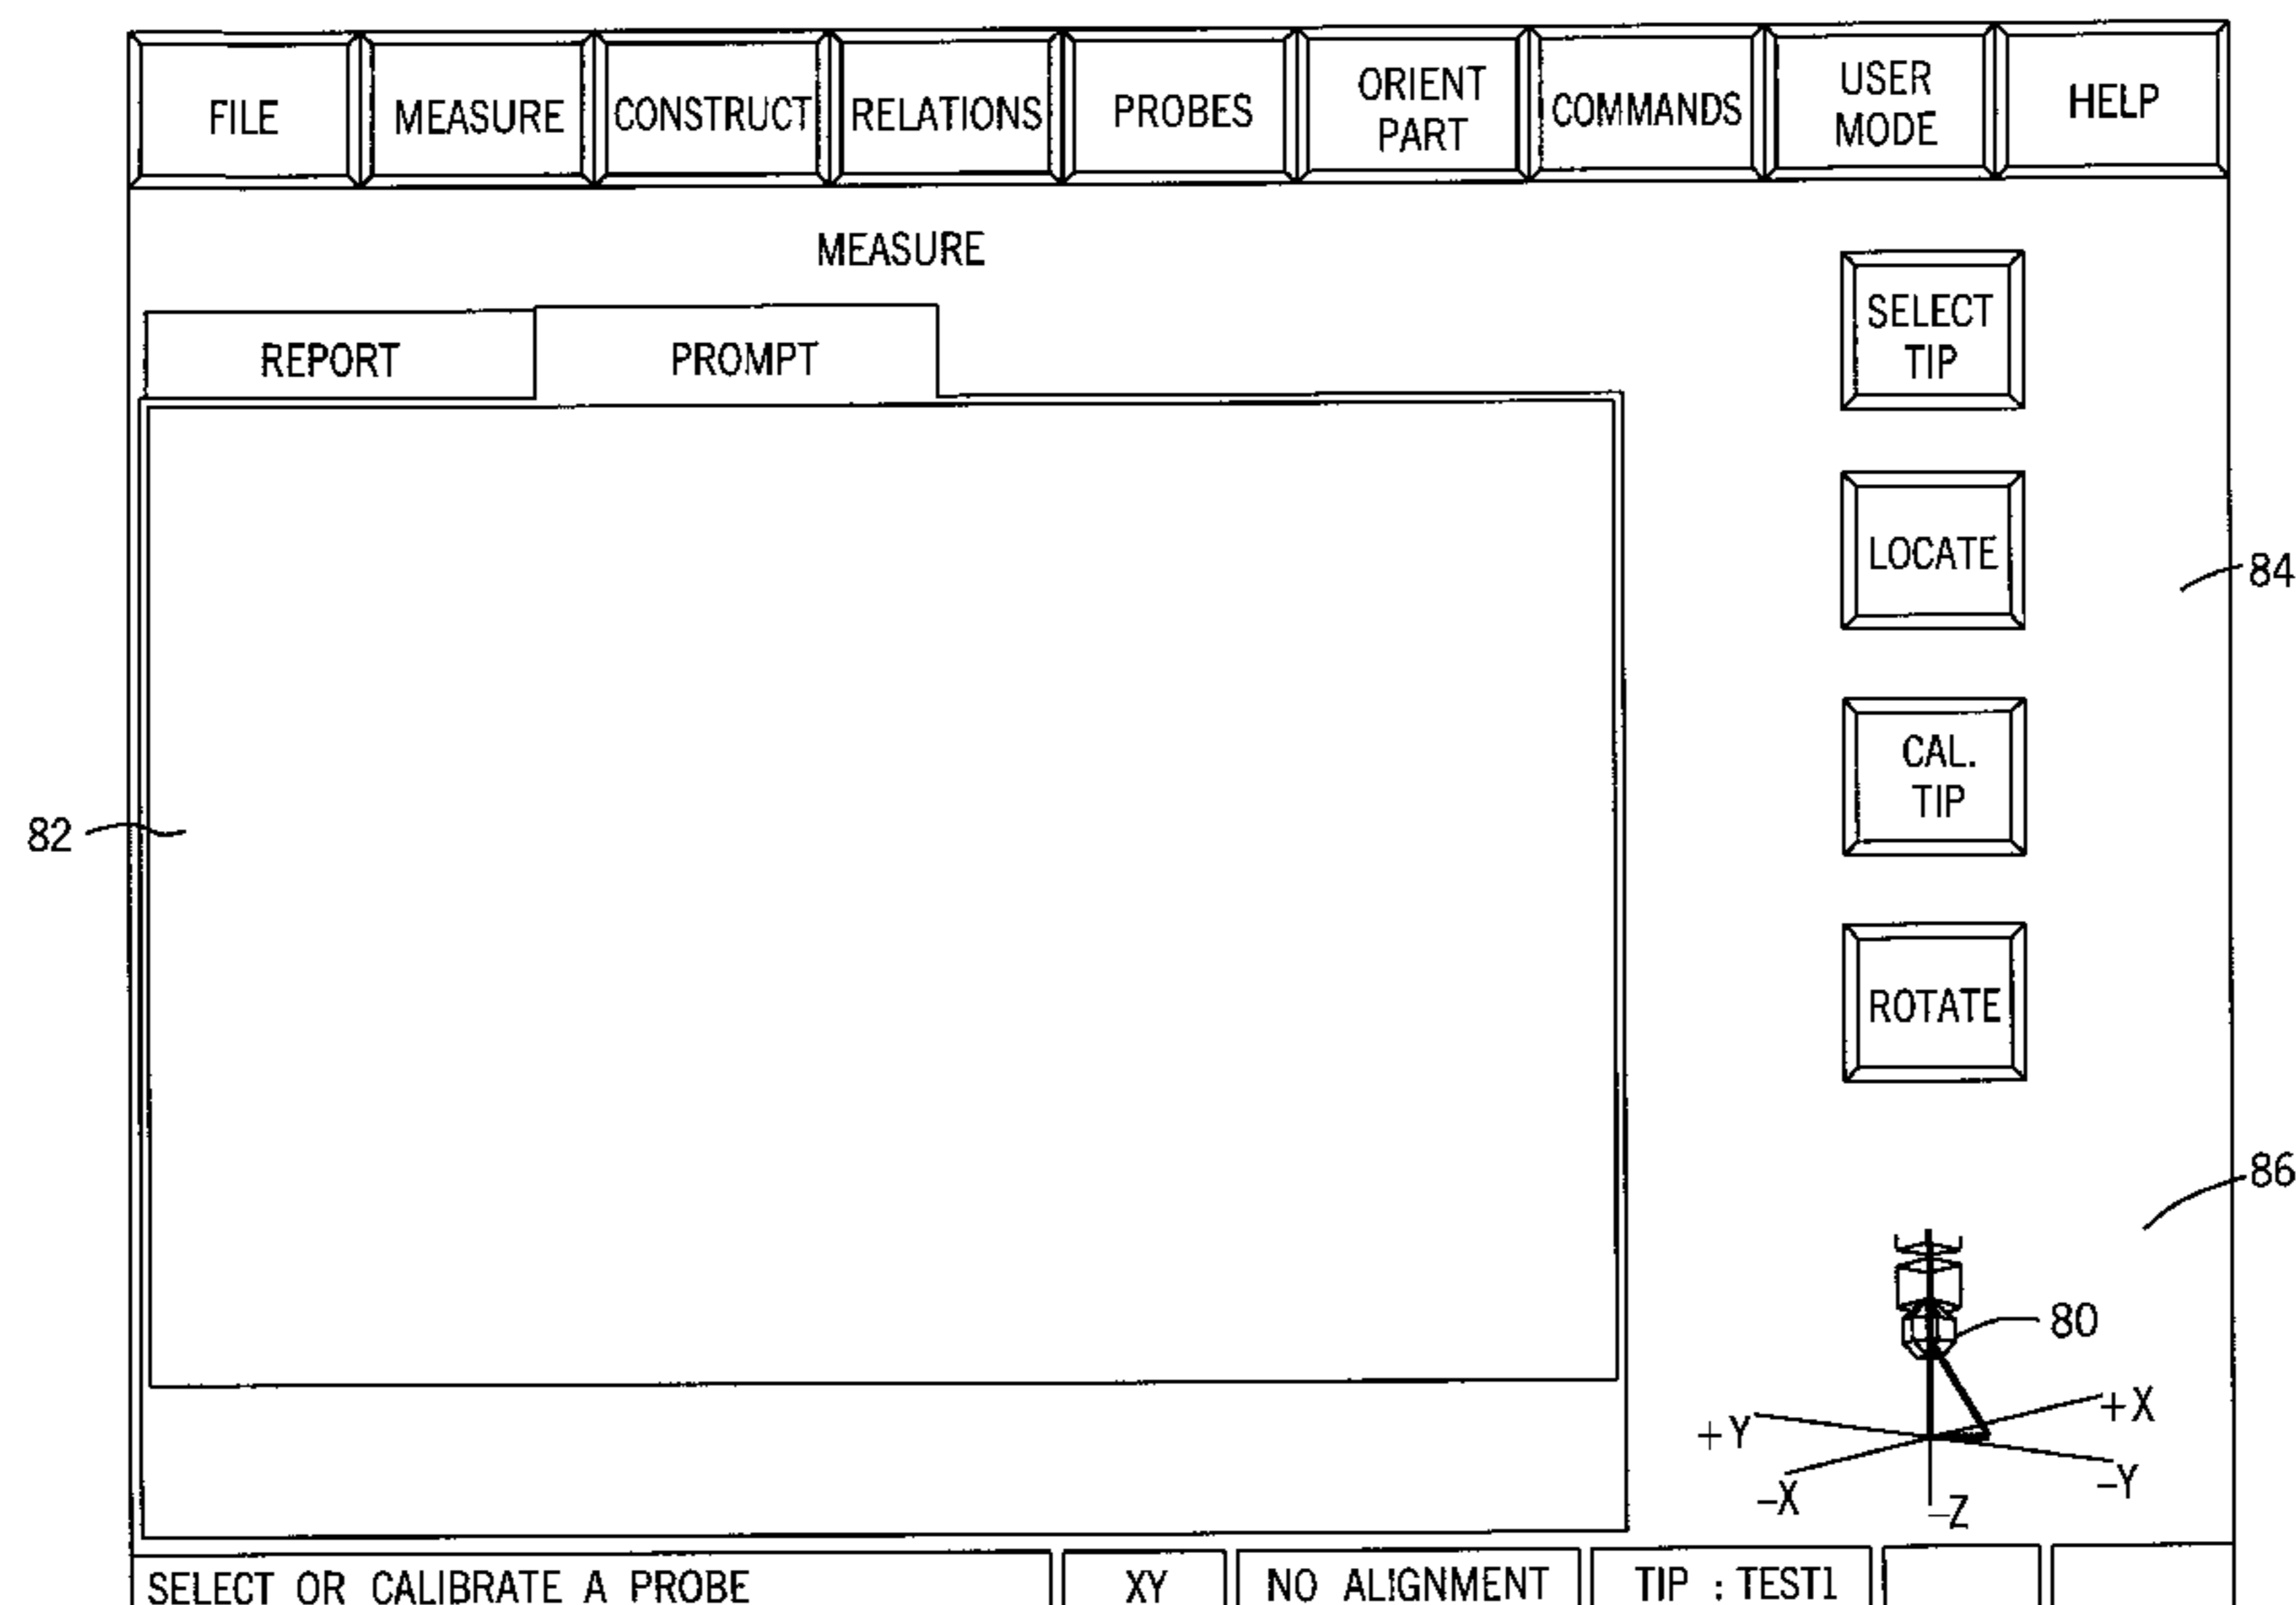 FILE
MEASURE
CONSTRUCT
RELATIONS
PROBES
ORIENT
PART
COMMANDS
USER
MODE
HELP
MEASURE
REPORT
PROMPT
SELECT
TIP
LOCATE
84
CAL.
TIP
82
ROTATE
86
80
+X
+Y
-Y
-X
-Z
SELECT OR CALIBRATE A PROBE
XY
NO ALIGNMENT
TIP : TEST1